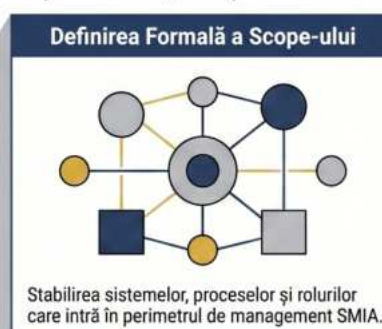 Definirea Formală a Scope-ului
Stabilirea sistemelor, proceselor și rolurilor
care intră în perimetrul de management SMIA.